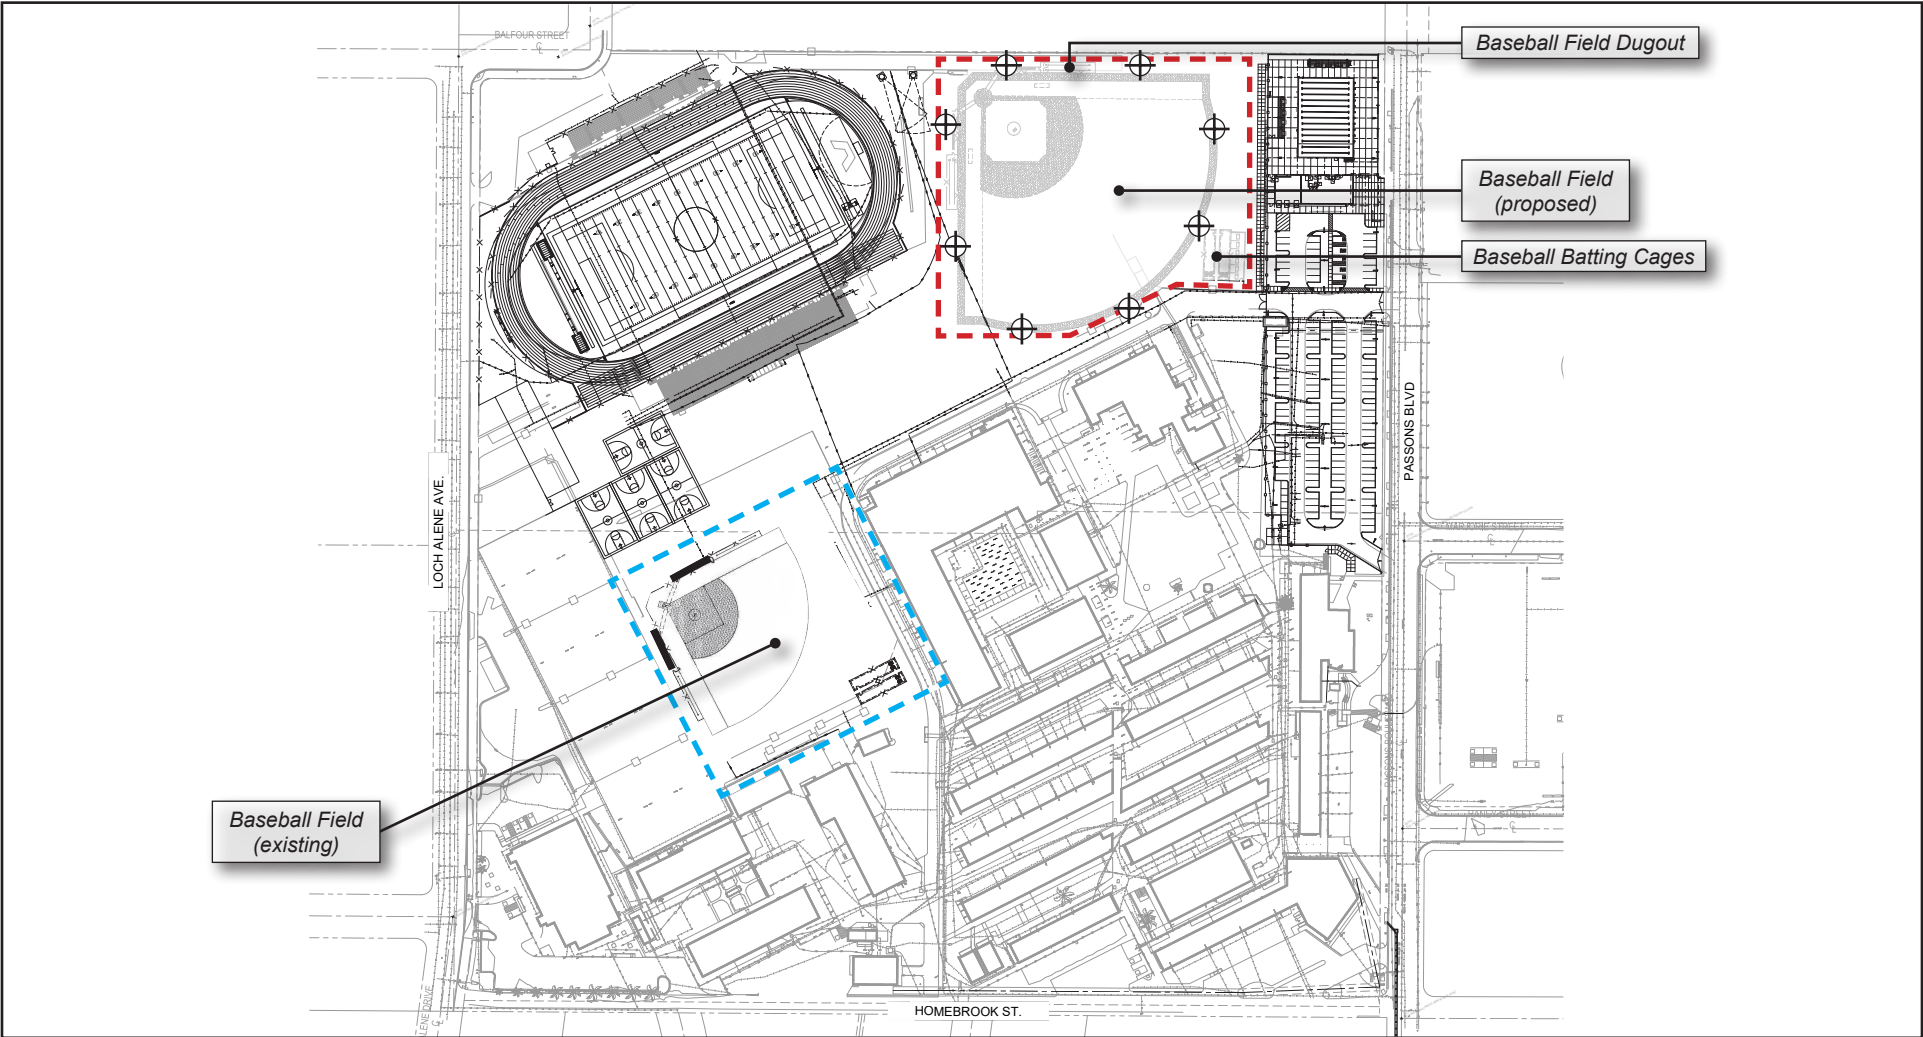 BALFOUR STREET
Baseball Field Dugout
Baseball Field
(proposed)
Baseball Batting Cages
PASSONS BLVD
LOCH ALENE AVE.
Baseball Field
(existing)
HOMEBROOK ST.